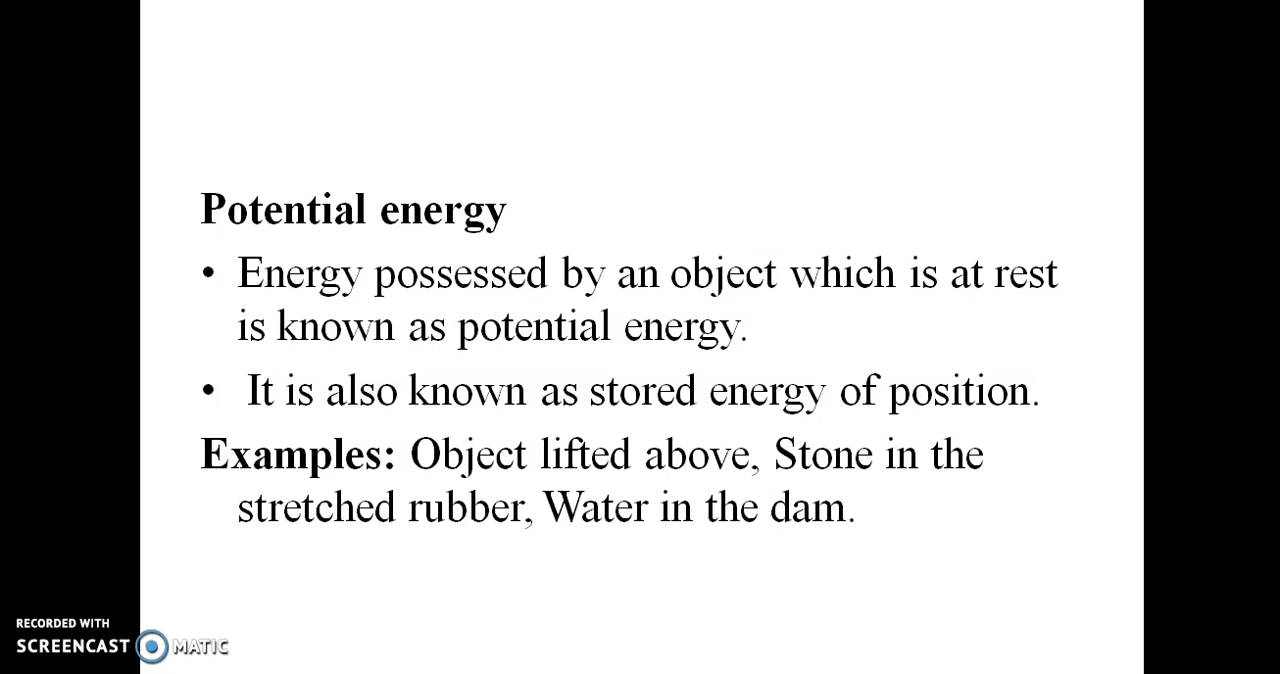 Potential energy
• Energy possessed by an object which is at rest
is known as potential energy.
• It is also known as stored energy of position.
Examples: Object lifted above, Stone in the
stretched rubber, Water in the dam.
RECORDED WITH
SCREENCAST MATIC